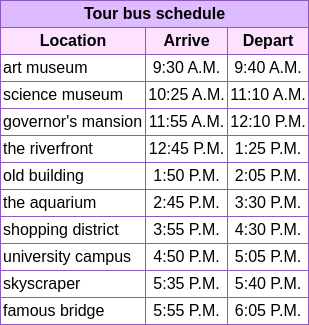 Tour bus schedule
Location Arrive Depart
art museum 9:30 A.M. 9:40 A.M.
science museum 10:25 A.M. 11:10 A.M.
governor's mansion 11:55 A.M. 12:10 P.M.
the riverfront 12:45 P.M. 1:25 P.M.
old building 1:50 P.M. 2:05 P.M.
the aquarium 2:45 P.M. 3:30 P.M.
shopping district 3:55 P.M. 4:30 P.M.
university campus 4:50 P.M. 5:05 P.M.
skyscraper 5:35 P.M. 5:40 P.M.
famous bridge 5:55 P.M. 6:05 P.M.